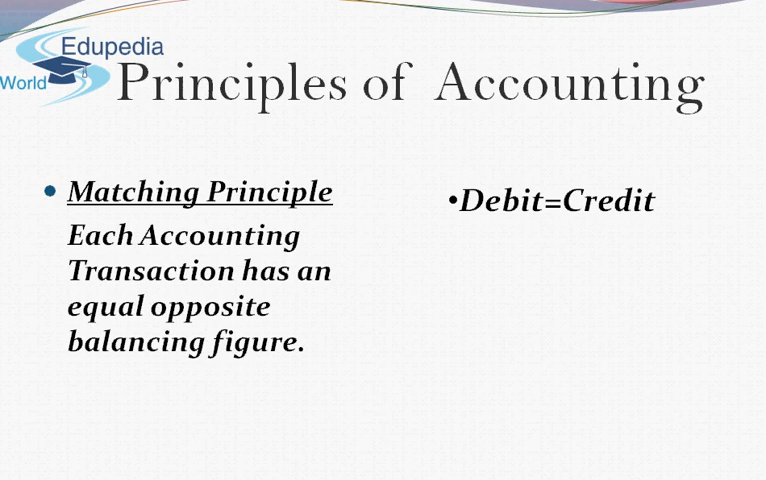 Edupedia
World
Principles of Accounting
• Matching Principle
Each Accounting
Transaction has an
equal opposite
balancing figure.
•Debit=Credit